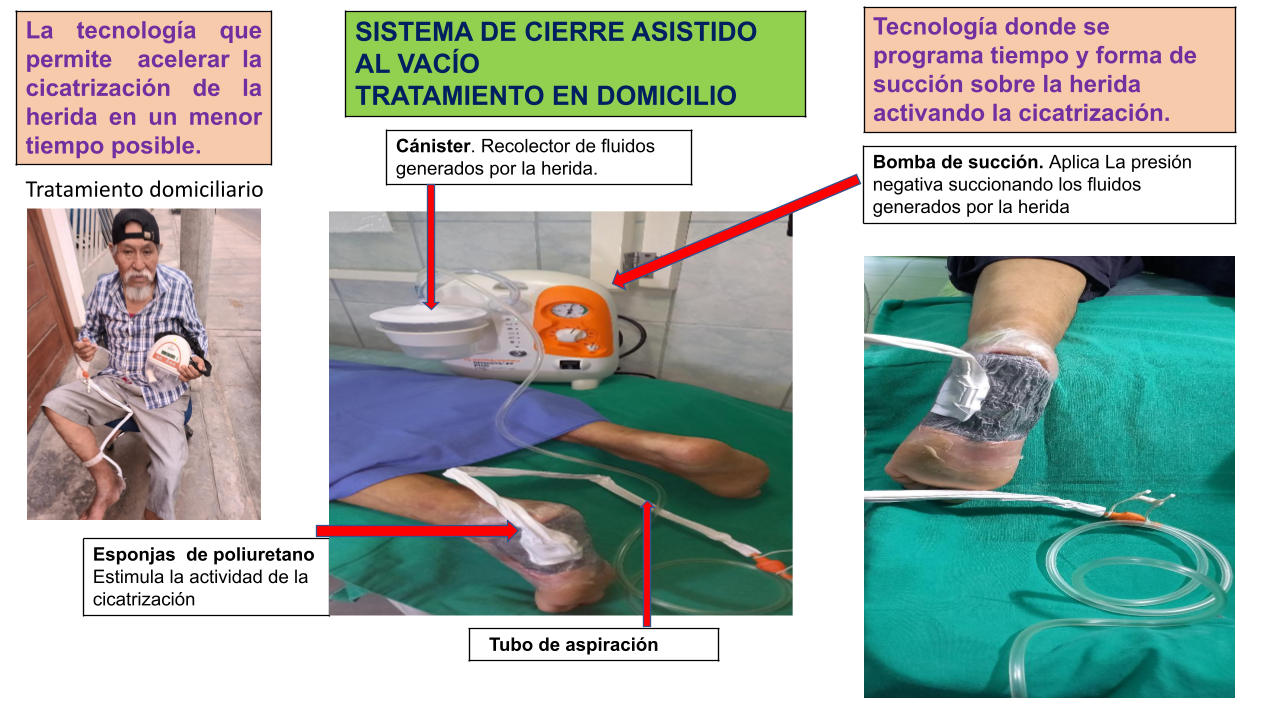 La tecnología que
permite acelerar la
cicatrización de la
herida en un menor
tiempo posible.
Tratamiento domiciliario
SISTEMA DE CIERRE ASISTIDO
AL VACÍO
TRATAMIENTO EN DOMICILIO
Cánister. Recolector de fluidos
generados por la herida.
Tecnología donde se
programa tiempo y forma de
succión sobre la herida
activando la cicatrización.
Bomba de succión. Aplica La presión
negativa succionando los fluidos
generados por la herida
Esponjas de poliuretano
Estimula la actividad de la
cicatrización
Tubo de aspiración